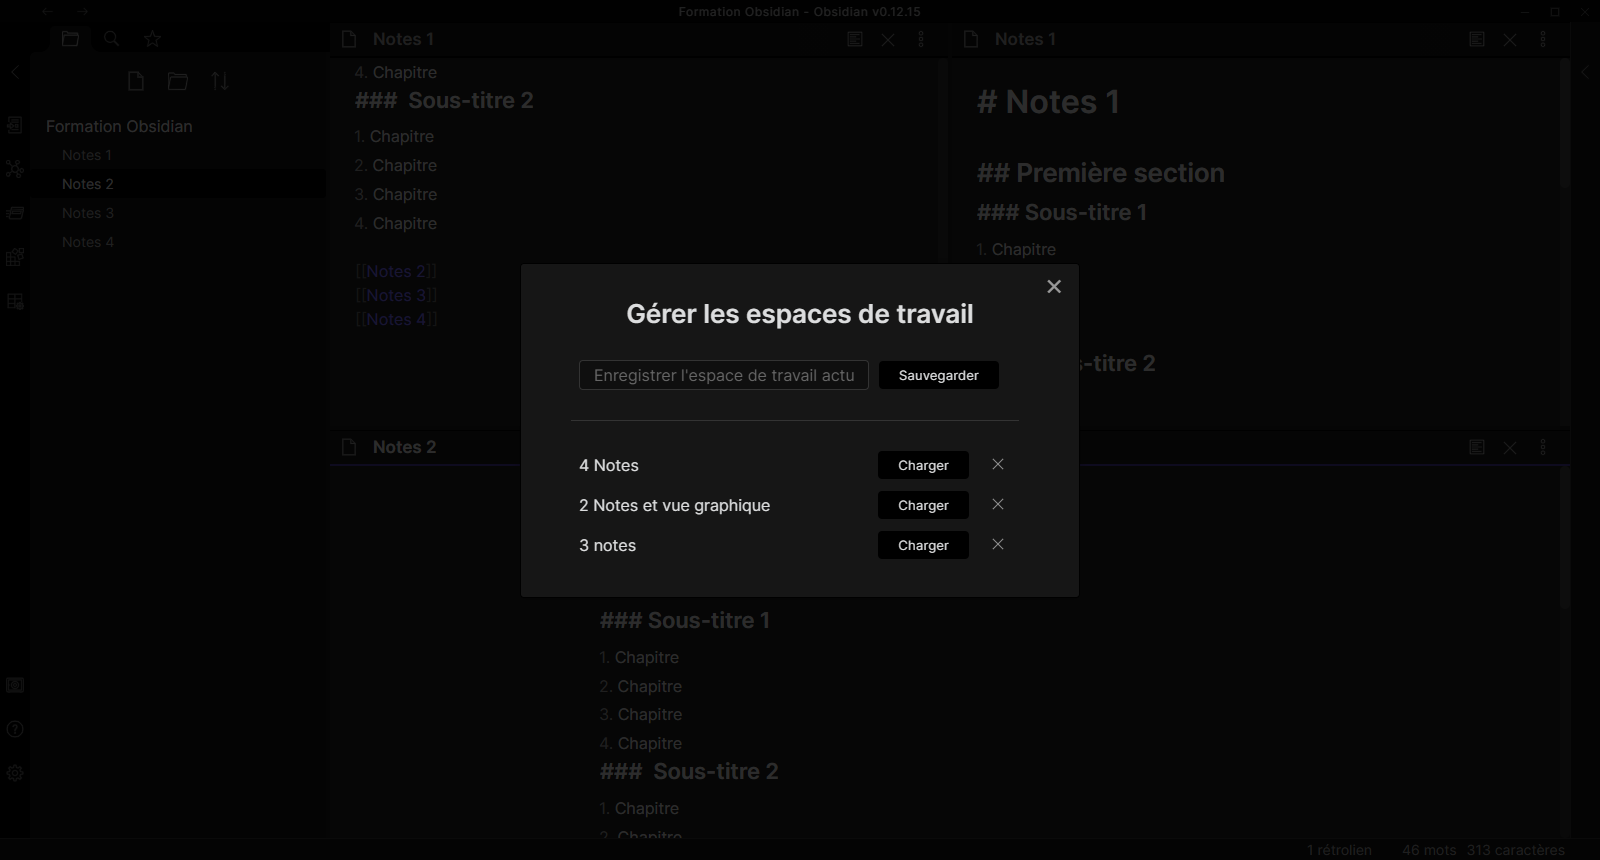 Formation Obsidian - Obsidian v0.12.15
Notes 1
Notes 1
Formation Obsidian
Notes 1
Notes 2
Notes 3
Notes 4
4. Chapitre
### Sous-titre 2
1. Chapitre
2. Chapitre
3. Chapitre
4. Chapitre
[[Notes 2]]
[[Notes 3]]
[[Notes 4]]
# Notes 1
## Première section
### Sous-titre 1
1. Chapitre
-titre 2
Gérer les espaces de travail
Enregistrer l'espace de travail actu
Sauvegarder
4 Notes
Charger
2 Notes et vue graphique
Charger
3 notes
Charger
Notes 2
### Sous-titre 1
1. Chapitre
2. Chapitre
3. Chapitre
4. Chapitre
### Sous-titre 2
1. Chapitre
2. Chapitre
1 rétrolien 46 mots 313 caractères